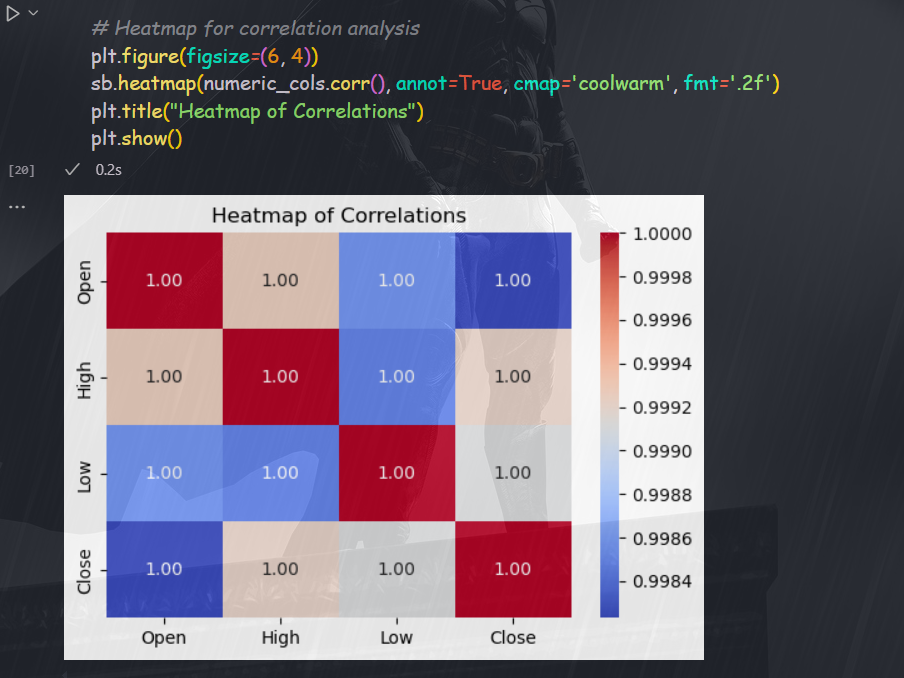 # Heatmap for correlation analysis
plt.figure(figsize=(6, 4))
sb.heatmap(numeric_cols.corr(), annot=True, cmap='coolwarm', fmt='.2f')
plt.title("Heatmap of Correlations")
plt.show()
[20] 0.2s
...
Heatmap of Correlations
Open 1.00 1.00 1.00 1.00
High 1.00 1.00 1.00 1.00
Low 1.00 1.00 1.00 1.00
Close 1.00 1.00 1.00 1.00
Open High Low Close
1.0000
0.9998
0.9996
0.9994
0.9992
0.9990
0.9988
0.9986
0.9984